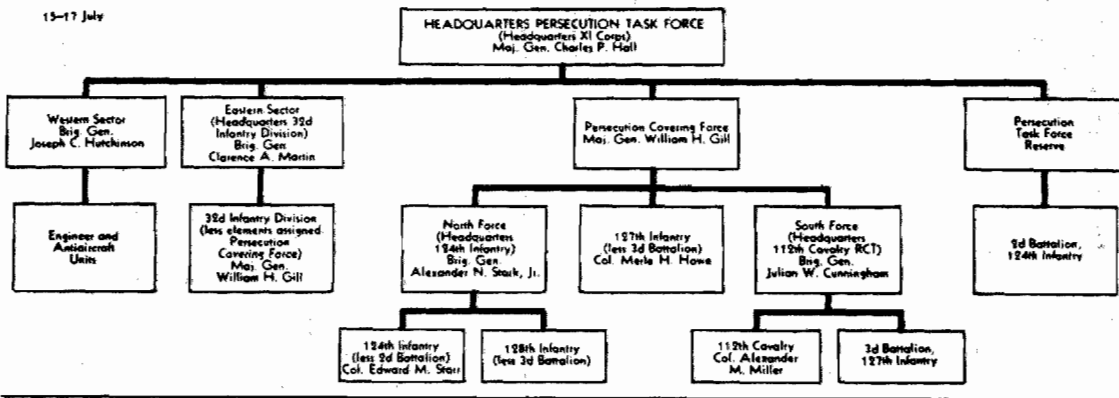 15–17 July
HEADQUARTERS PERSECUTION TASK FORCE
(Headquarters XI Corps)
Maj. Gen. Charles P. Hall
Western Sector
Brig. Gen.
Joseph C. Hutchinson
Eastern Sector
(Headquarters 32d
Infantry Division)
Brig. Gen.
Clarence A. Martin
Persecution Covering Force
Maj. Gen. William H. Gill
Persecution
Task Force
Reserve
Engineer and
Antiaircraft
Units
32d Infantry Division
(less elements assigned
Persecution
Covering Force)
Maj. Gen.
William H. Gill
North Force
(Headquarters
124th Infantry)
Brig. Gen.
Alexander N. Stark, Jr.
127th Infantry
(less 3d Battalion)
Col. Merle H. Howe
South Force
(Headquarters
112th Cavalry RCT)
Brig. Gen.
Julian W. Cunningham
2d Battalion,
124th Infantry
124th Infantry
(less 2d Battalion)
Col. Edward M. Starr
128th Infantry
(less 3d Battalion)
112th Cavalry
Col. Alexander
M. Miller
3d Battalion,
127th Infantry